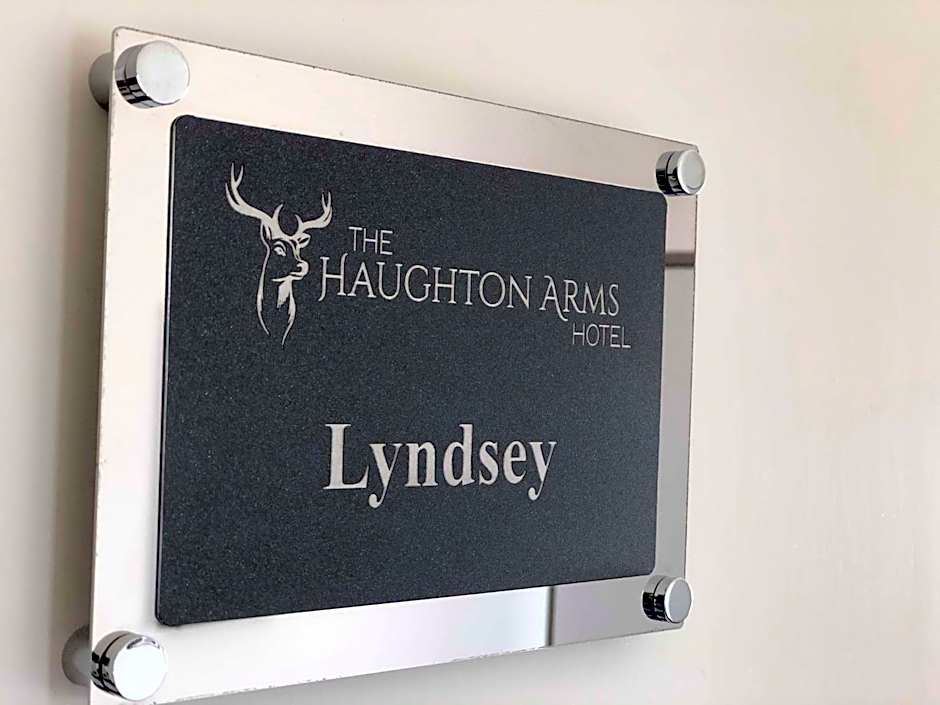 THE
HAUGHTON ARMS
HOTEL
Lyndsey